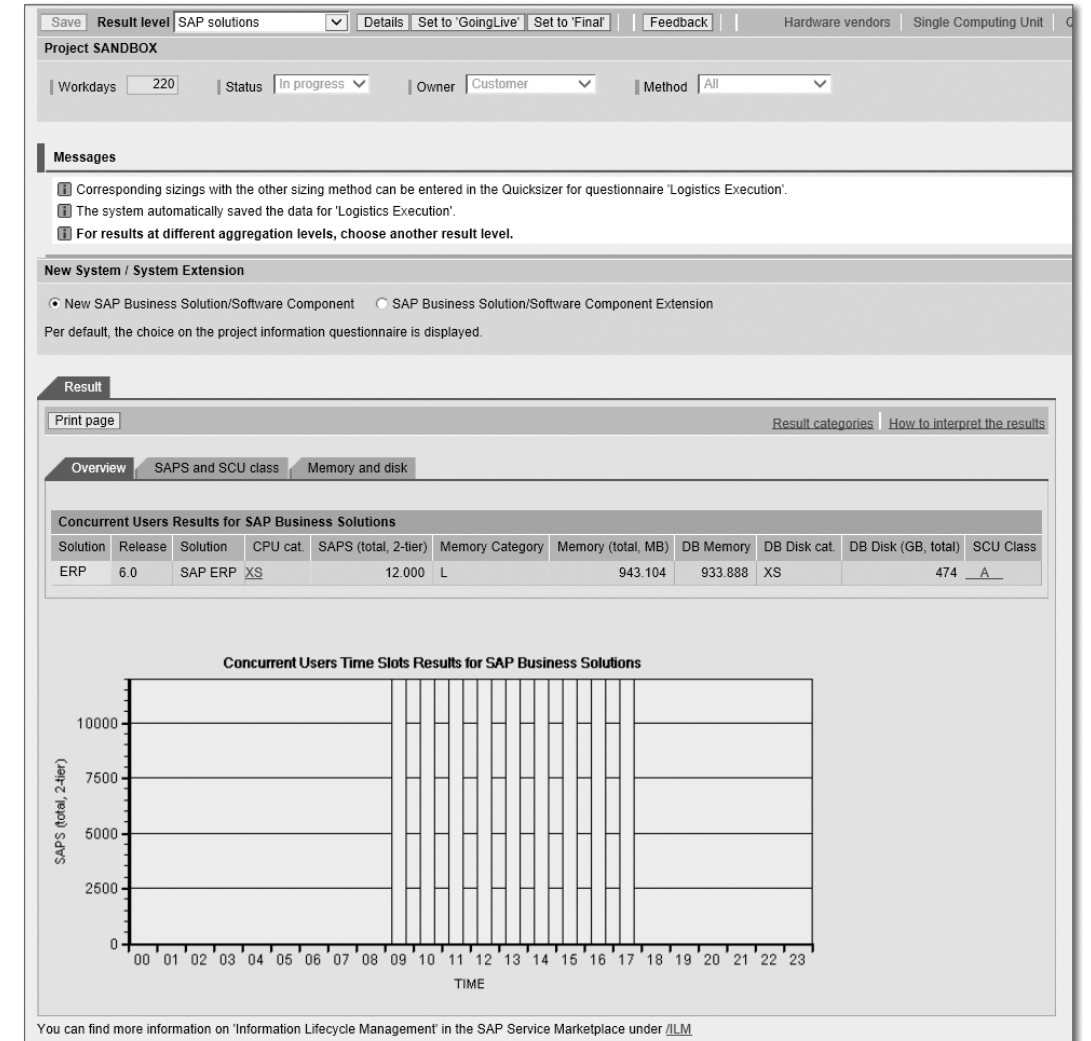 Save Result level SAP solutions Details Set to 'GoingLive' Set to 'Final' Feedback Hardware vendors Single Computing Unit
Project SANDBOX
Workdays 220 Status In progress Owner Customer Method All
Messages
Corresponding sizings with the other sizing method can be entered in the Quicksizer for questionnaire 'Logistics Execution'.
The system automatically saved the data for 'Logistics Execution'.
For results at different aggregation levels, choose another result level.
New System / System Extension
New SAP Business Solution/Software Component SAP Business Solution/Software Component Extension
Per default, the choice on the project information questionnaire is displayed.
Result
Print page Result categories How to interpret the results
Overview SAPS and SCU class Memory and disk
Concurrent Users Results for SAP Business Solutions
Solution Release Solution CPU cat. SAPS (total, 2-tier) Memory Category Memory (total, MB) DB Memory DB Disk cat. DB Disk (GB, total) SCU Class
ERP 6.0 SAP ERP XS 12.000 L 943.104 933.888 XS 474 A
Concurrent Users Time Slots Results for SAP Business Solutions
SAPS (total, 2-tier)
10000
7500
5000
2500
0
00 01 02 03 04 05 06 07 08 09 10 11 12 13 14 15 16 17 18 19 20 21 22 23
TIME
You can find more information on 'Information Lifecycle Management' in the SAP Service Marketplace under /ILM